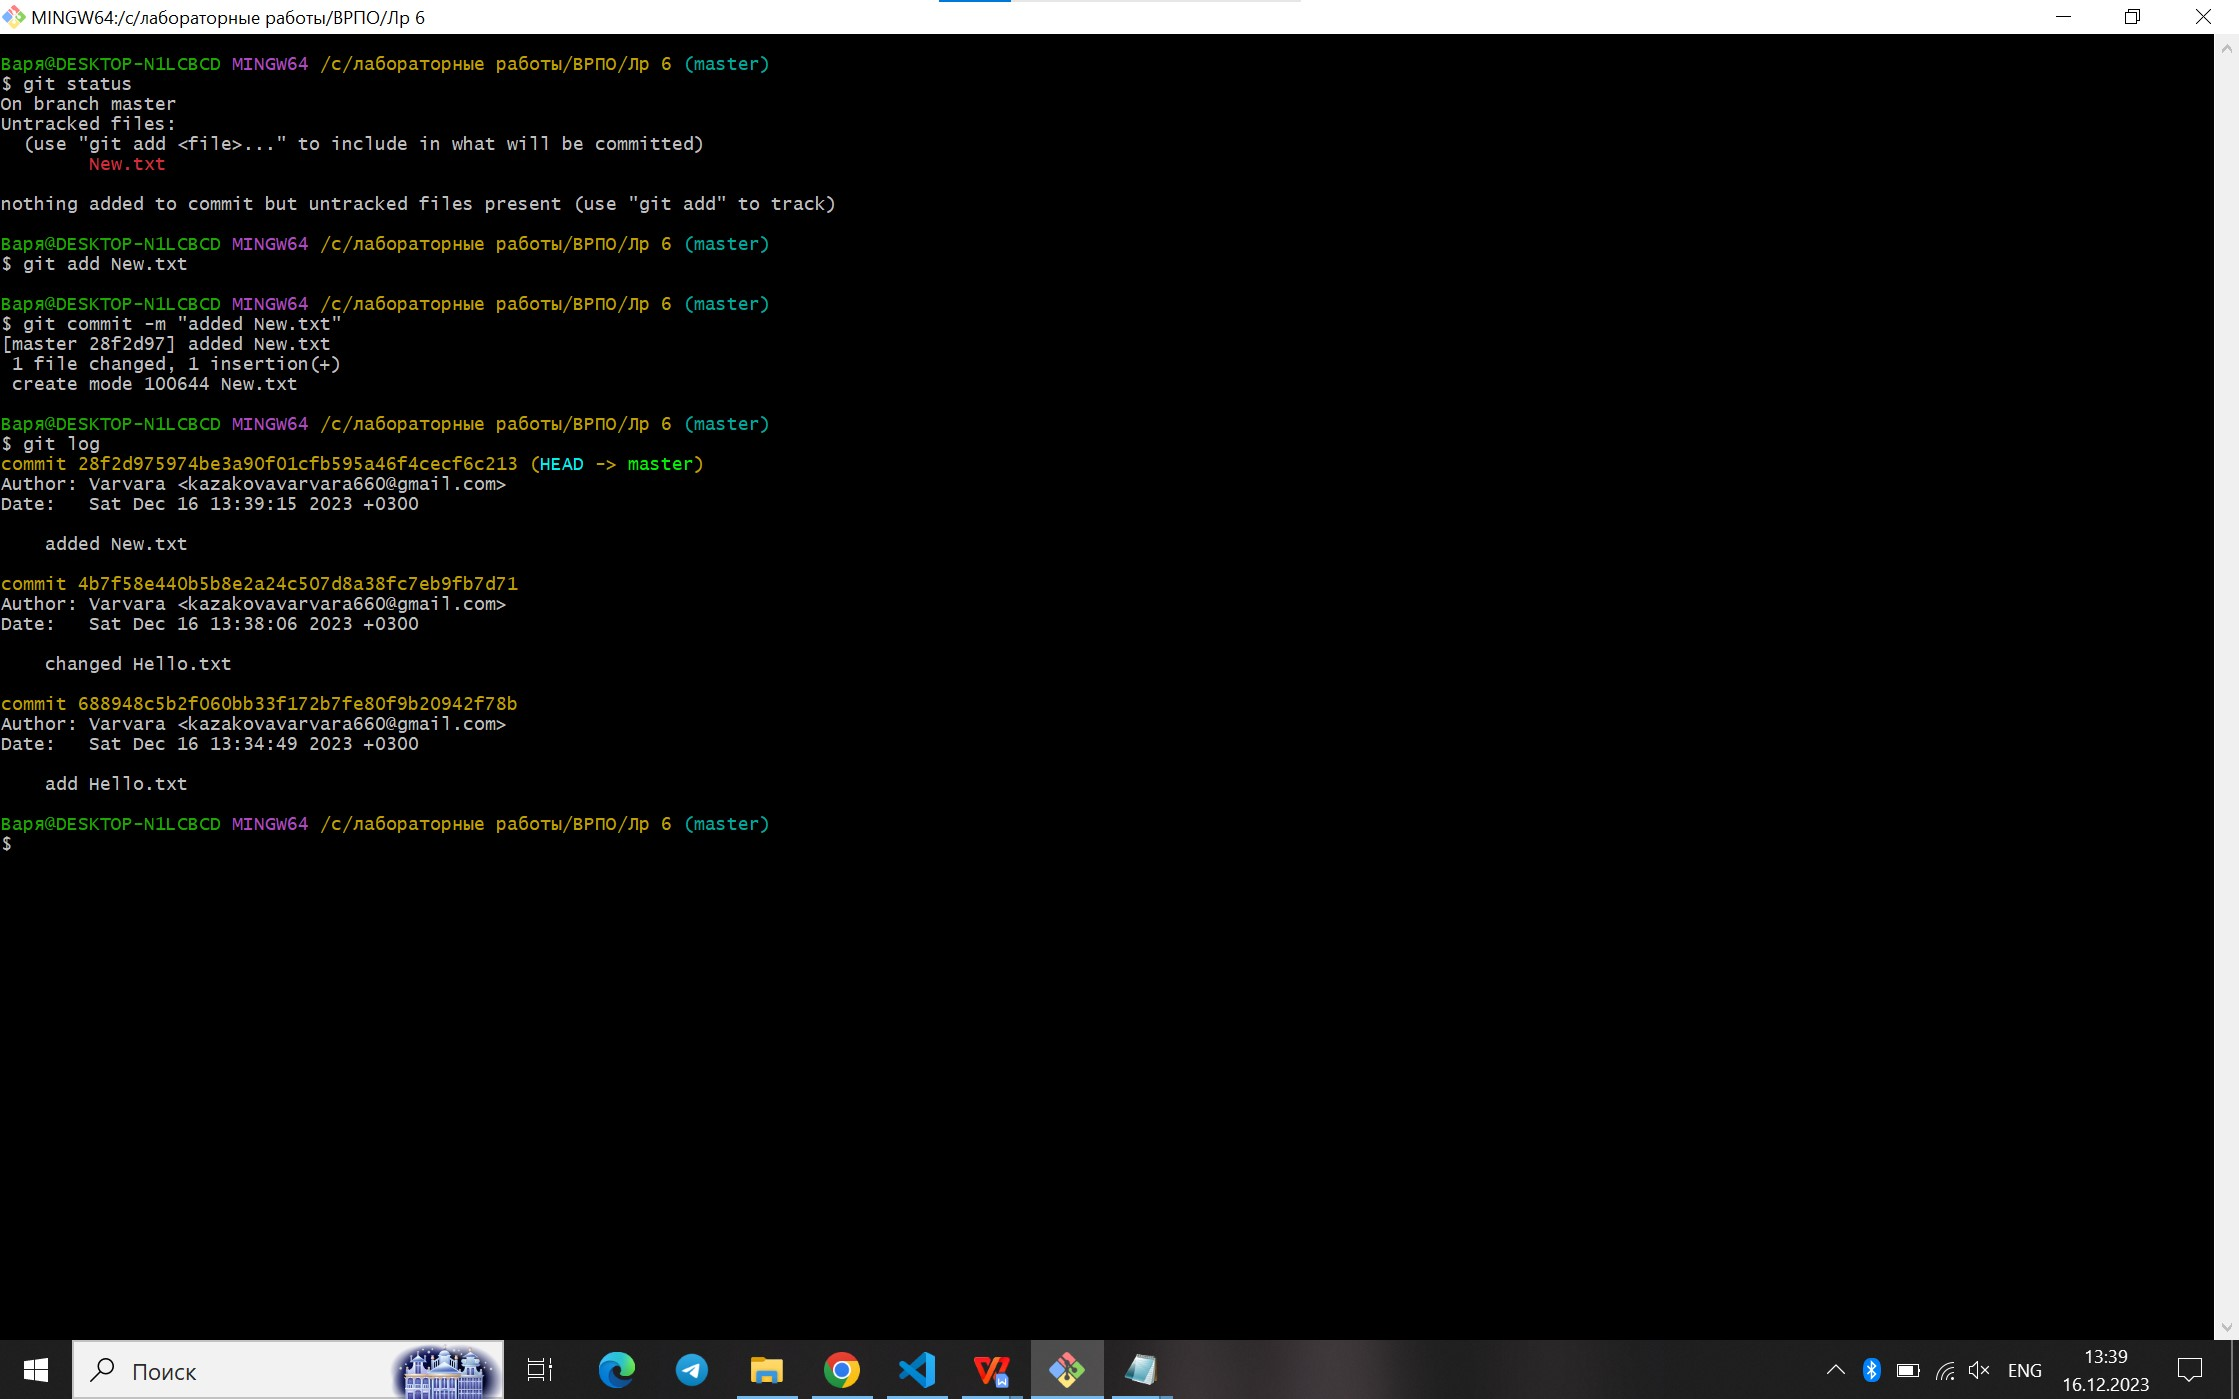 MINGW64:/c/лабораторные работы/ВРПО/Лр 6
Варя@DESKTOP-N1LCBCD MINGW64 /c/лабораторные работы/ВРПО/Лр 6 (master)
$ git status
On branch master
Untracked files:
  (use "git add <file>..." to include in what will be committed)
        New.txt
nothing added to commit but untracked files present (use "git add" to track)
Варя@DESKTOP-N1LCBCD MINGW64 /c/лабораторные работы/ВРПО/Лр 6 (master)
$ git add New.txt
Варя@DESKTOP-N1LCBCD MINGW64 /c/лабораторные работы/ВРПО/Лр 6 (master)
$ git commit -m "added New.txt"
[master 28f2d97] added New.txt
 1 file changed, 1 insertion(+)
 create mode 100644 New.txt
Варя@DESKTOP-N1LCBCD MINGW64 /c/лабораторные работы/ВРПО/Лр 6 (master)
$ git log
commit 28f2d975974be3a90f01cfb595a46f4cecf6c213 (HEAD -> master)
Author: Varvara <kazakovavarvara660@gmail.com>
Date:   Sat Dec 16 13:39:15 2023 +0300
    added New.txt
commit 4b7f58e440b5b8e2a24c507d8a38fc7eb9fb7d71
Author: Varvara <kazakovavarvara660@gmail.com>
Date:   Sat Dec 16 13:38:06 2023 +0300
    changed Hello.txt
commit 688948c5b2f060bb33f172b7fe80f9b20942f78b
Author: Varvara <kazakovavarvara660@gmail.com>
Date:   Sat Dec 16 13:34:49 2023 +0300
    add Hello.txt
Варя@DESKTOP-N1LCBCD MINGW64 /c/лабораторные работы/ВРПО/Лр 6 (master)
$
Поиск
ENG
13:39
16.12.2023